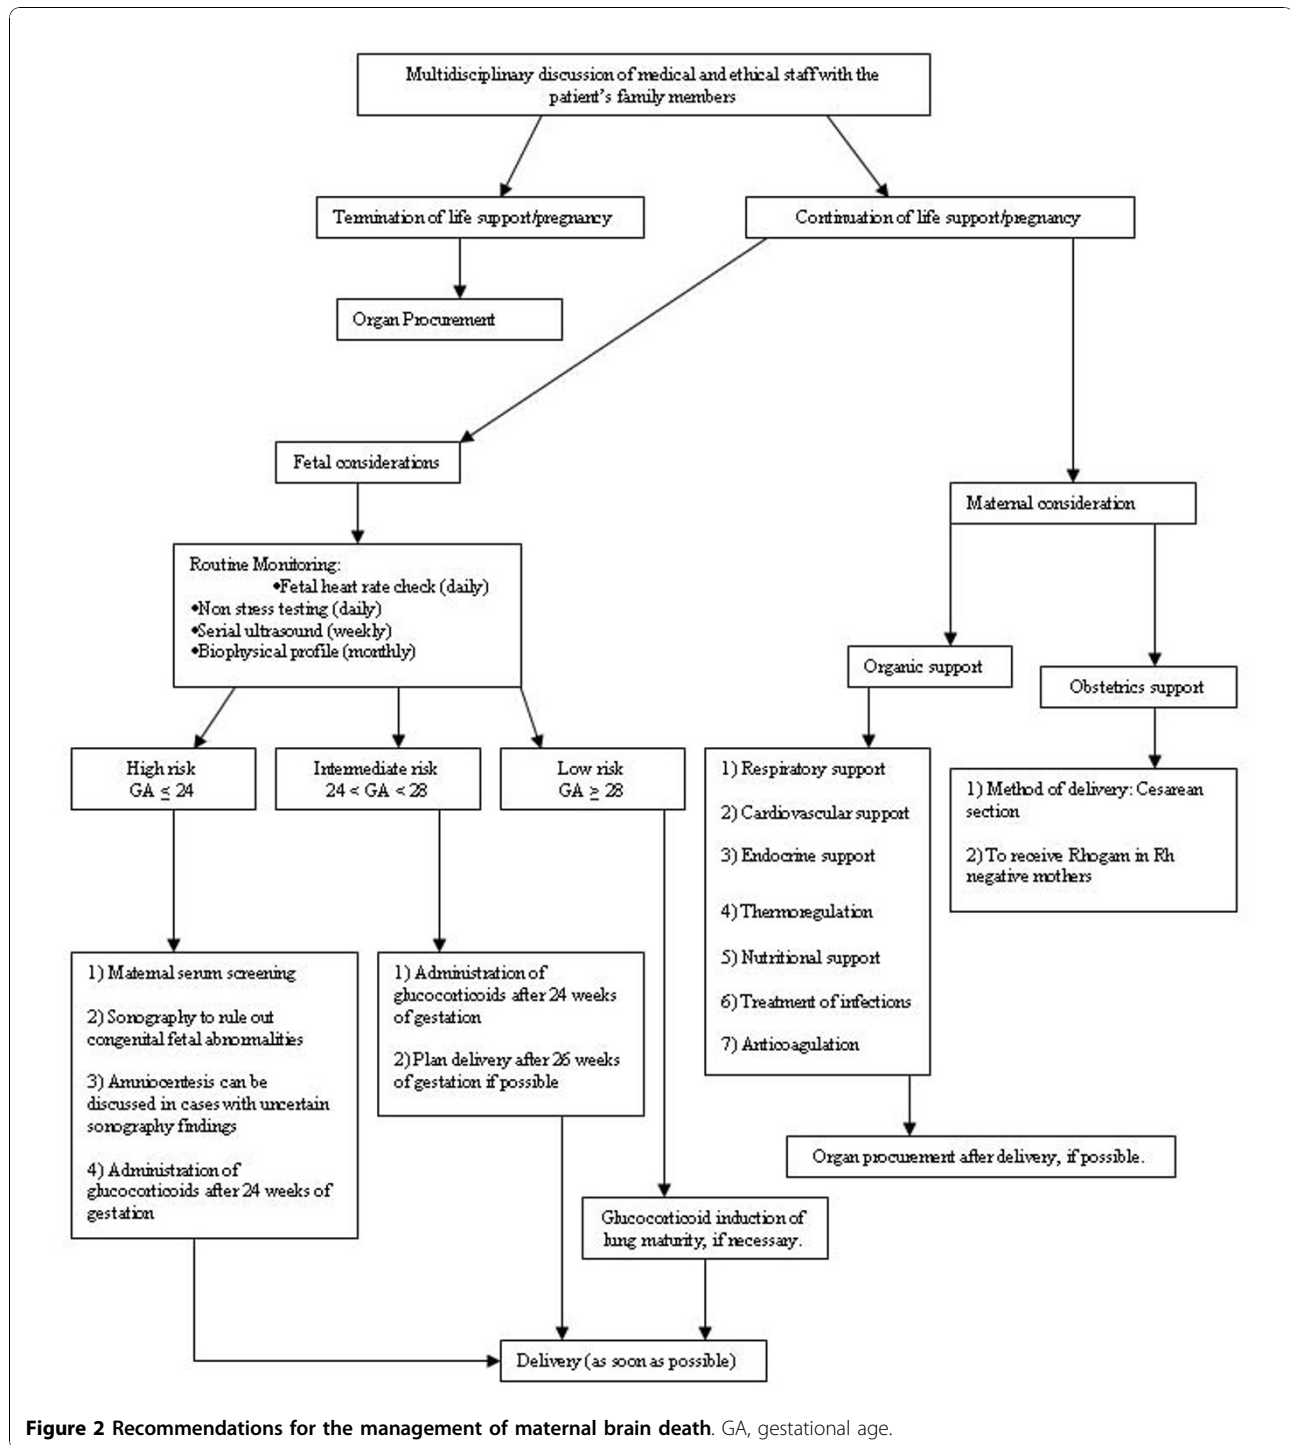 Multidisciplinary discussion of medical and ethical staff with the
patient's family members
Termination of life support/pregnancy
Continuation of life support/pregnancy
Organ Procurement
Fetal considerations
Maternal consideration
Routine Monitoring:
•Fetal heart rate check (daily)
•Non stress testing (daily)
•Serial ultrasound (weekly)
•Biophysical profile (monthly)
Organic support
Obstetrics support
High risk
GA ≤ 24
Intermediate risk
24 < GA < 28
Low risk
GA ≥ 28
1) Respiratory support
2) Cardiovascular support
3) Endocrine support
4) Thermoregulation
5) Nutritional support
6) Treatment of infections
7) Anticoagulation
1) Method of delivery: Cesarean
section
2) To receive Rhogam in Rh
negative mothers
1) Maternal serum screening
2) Sonography to rule out
congenital fetal abnormalities
3) Amniocentesis can be
discussed in cases with uncertain
sonography findings
4) Administration of
glucocorticoids after 24 weeks of
gestation
1) Administration of
glucocorticoids after 24 weeks
of gestation
2) Plan delivery after 26 weeks
of gestation if possible
Organ procurement after delivery, if possible.
Glucocorticoid induction of
lung maturity, if necessary.
Delivery (as soon as possible)
Figure 2 Recommendations for the management of maternal brain death. GA, gestational age.